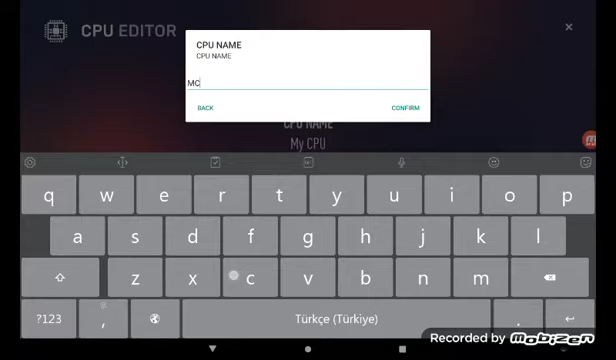 CPU EDITOR
×
CPU NAME
CPU NAME
MC
BACK
CONFIRM
CPU NAME
My CPU
q w e r t y u i o p
a s d f g h j k l
z x c v b n m
?123 , Türkçe (Türkiye) .
Recorded by MOBIZEN